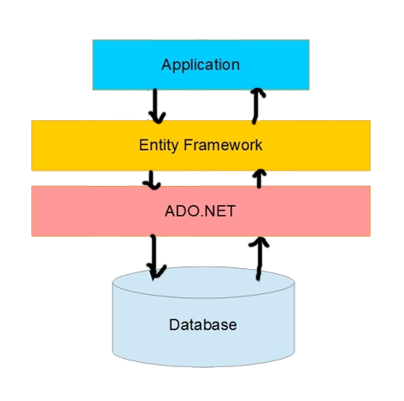 Application
Entity Framework
ADO.NET
Database